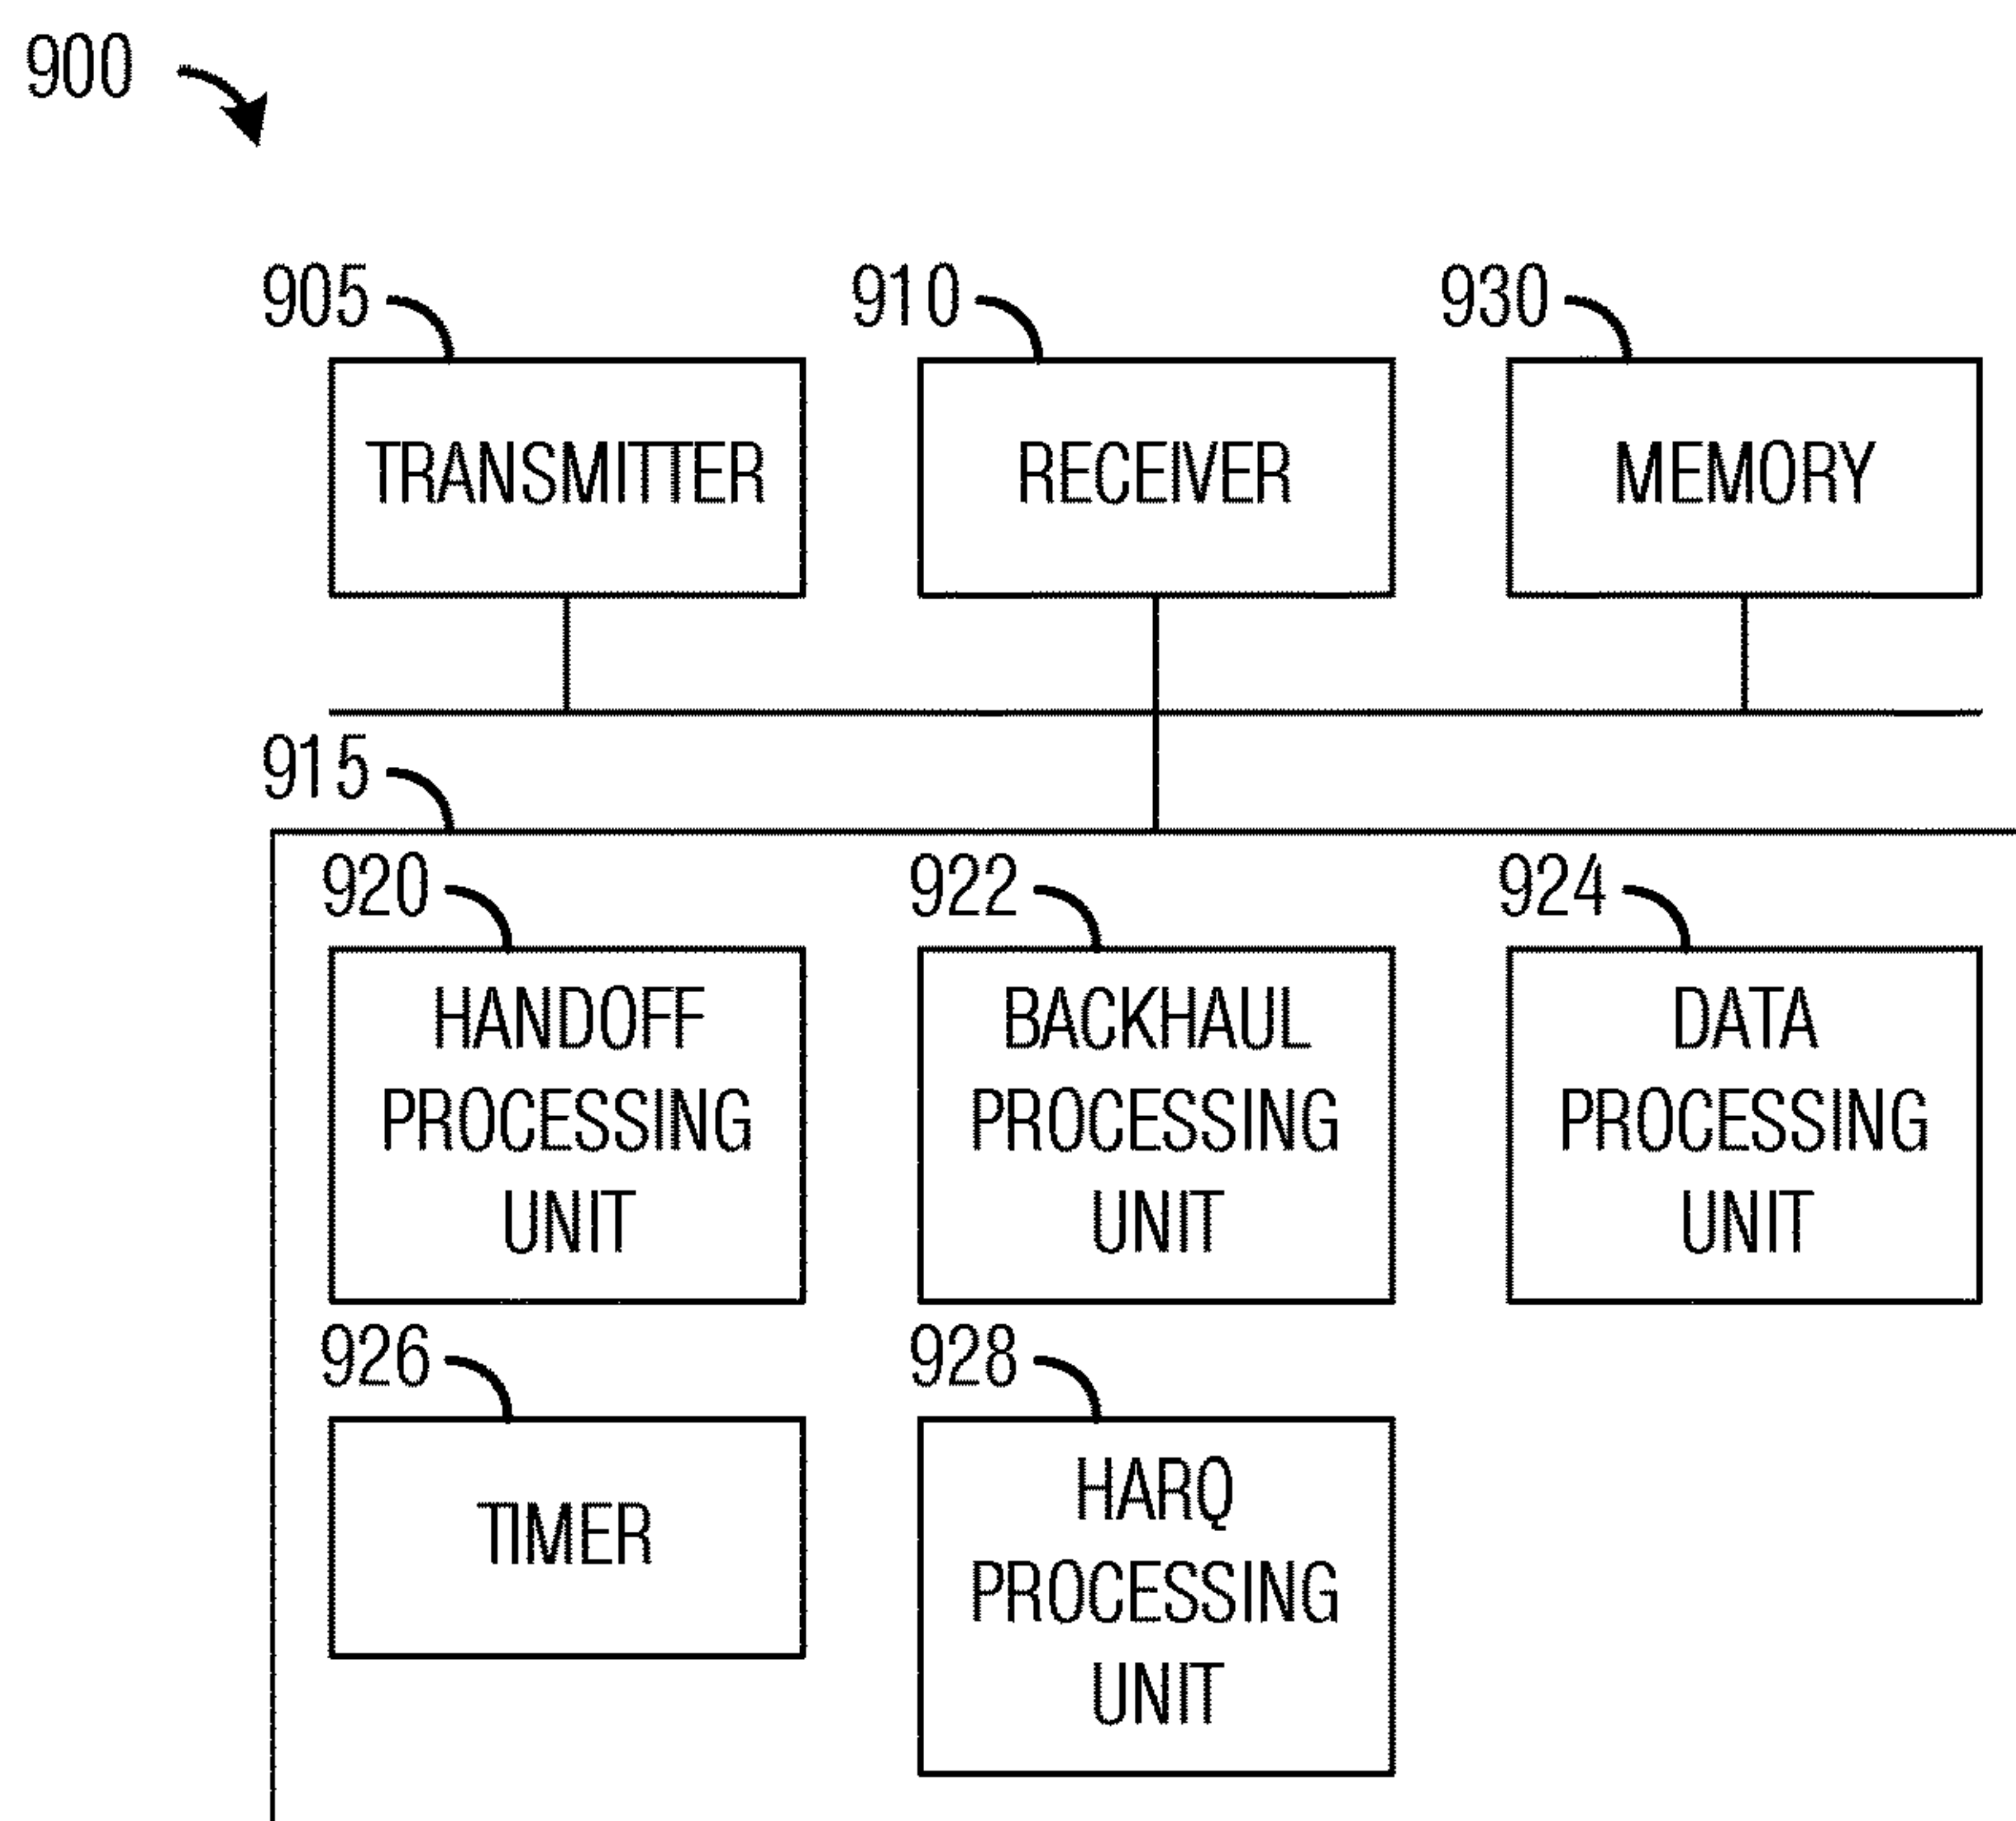 900
905
910
930
TRANSMITTER
RECEIVER
MEMORY
915
920
922
924
HANDOFF
PROCESSING
UNIT
BACKHAUL
PROCESSING
UNIT
DATA
PROCESSING
UNIT
926
928
TIMER
HARQ
PROCESSING
UNIT